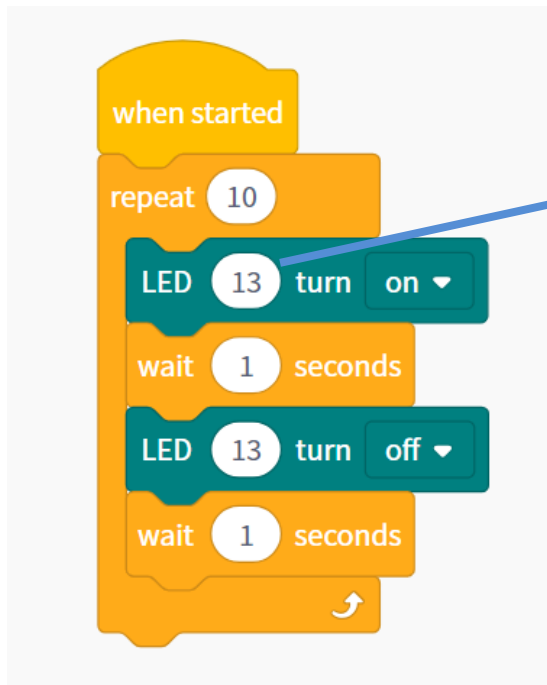 when started
repeat 10
LED 13 turn on
wait 1 seconds
LED 13 turn off
wait 1 seconds